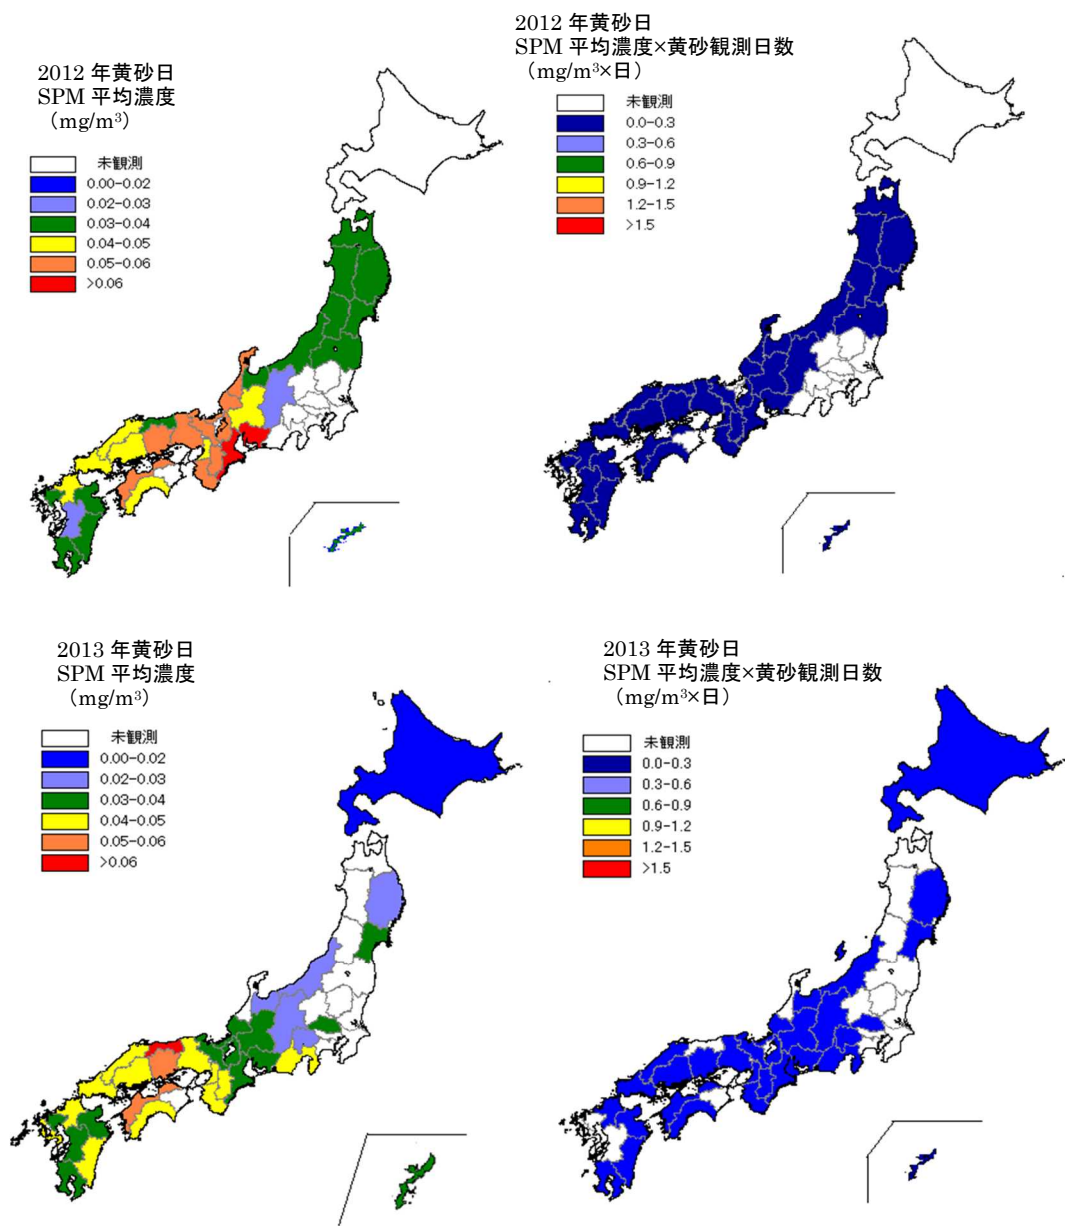 2012 年黄砂日
SPM 平均濃度
（mg/m³）
未観測
0.00-0.02
0.02-0.03
0.03-0.04
0.04-0.05
0.05-0.06
>0.06
2012 年黄砂日
SPM 平均濃度×黄砂観測日数
（mg/m³×日）
未観測
0.0-0.3
0.3-0.6
0.6-0.9
0.9-1.2
1.2-1.5
>1.5
2013 年黄砂日
SPM 平均濃度
（mg/m³）
未観測
0.00-0.02
0.02-0.03
0.03-0.04
0.04-0.05
0.05-0.06
>0.06
2013 年黄砂日
SPM 平均濃度×黄砂観測日数
（mg/m³×日）
未観測
0.0-0.3
0.3-0.6
0.6-0.9
0.9-1.2
1.2-1.5
>1.5